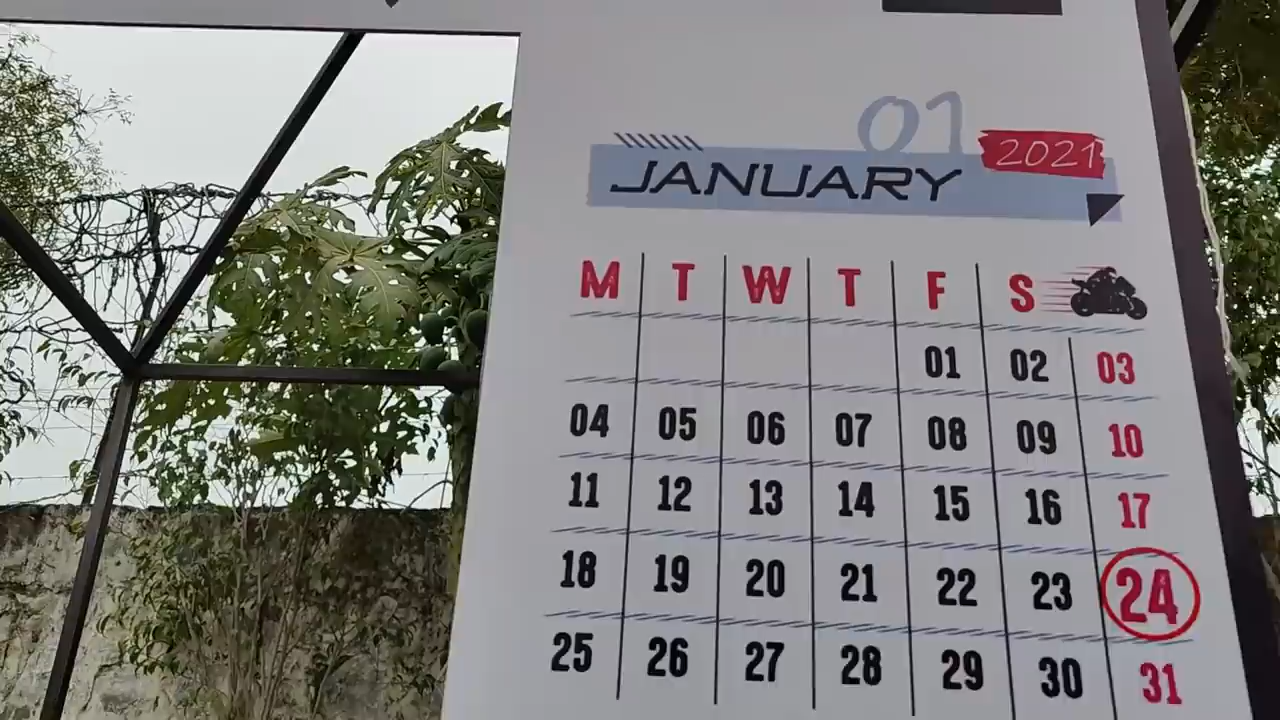 01
JANUARY 2021
M T W T F S
01 02 03
04 05 06 07 08 09 10
11 12 13 14 15 16 17
18 19 20 21 22 23 24
25 26 27 28 29 30 31